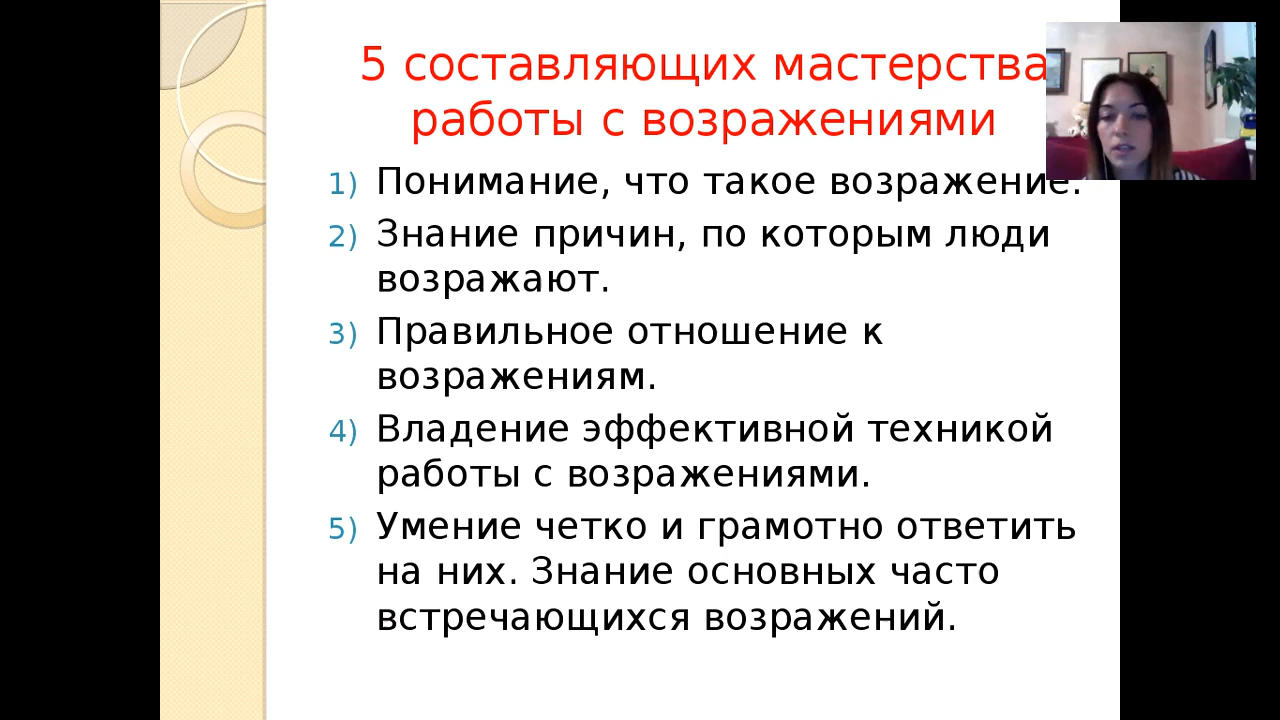 5 составляющих мастерства
работы с возражениями
1) Понимание, что такое возражение.
2) Знание причин, по которым люди
возражают.
3) Правильное отношение к
возражениям.
4) Владение эффективной техникой
работы с возражениями.
5) Умение четко и грамотно ответить
на них. Знание основных часто
встречающихся возражений.